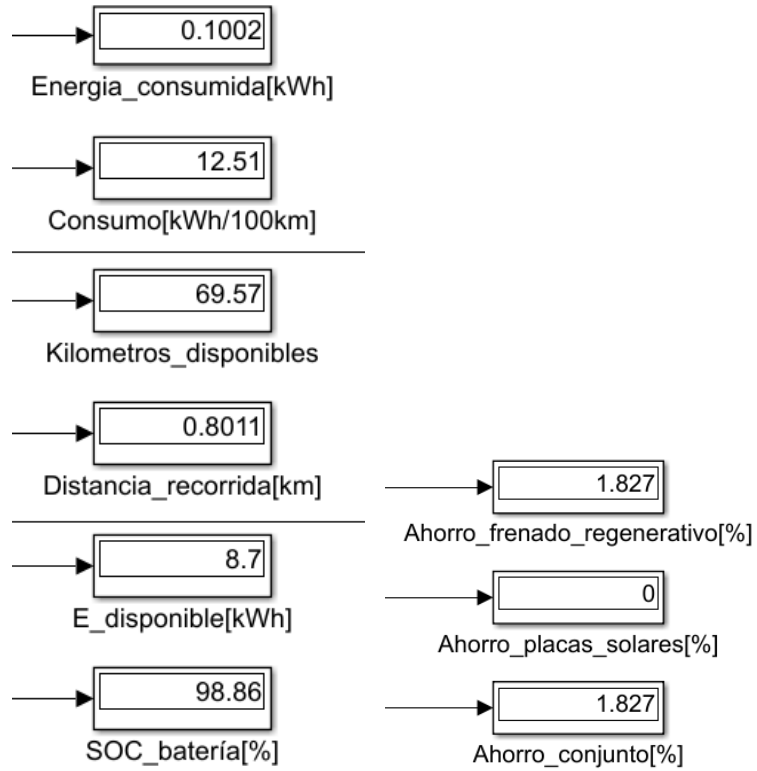 0.1002
Energia_consumida[kWh]
12.51
Consumo[kWh/100km]
69.57
Kilometros_disponibles
0.8011
Distancia_recorrida[km]
8.7
E_disponible[kWh]
98.86
SOC_batería[%]
1.827
Ahorro_frenado_regenerativo[%]
0
Ahorro_placas_solares[%]
1.827
Ahorro_conjunto[%]